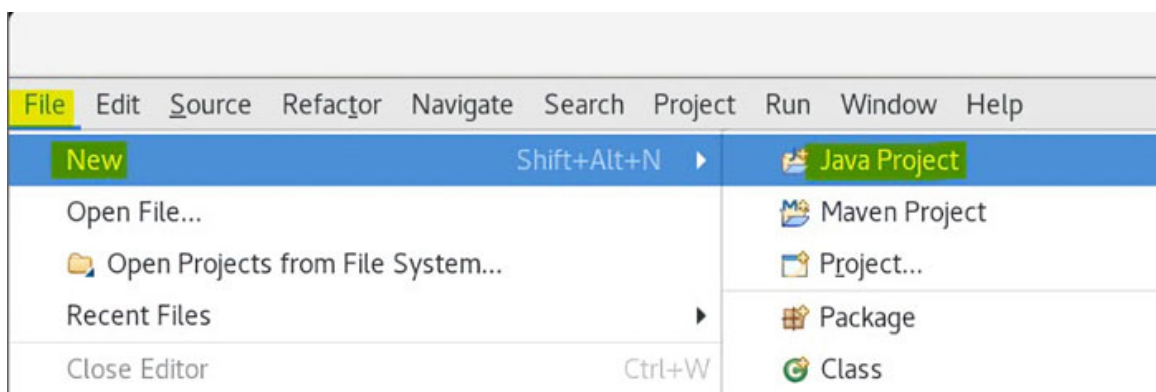 File Edit Source Refactor Navigate Search Project Run Window Help
New Shift+Alt+N Java Project
Open File... Maven Project
Open Projects from File System... Project...
Recent Files Package
Close Editor Ctrl+W Class